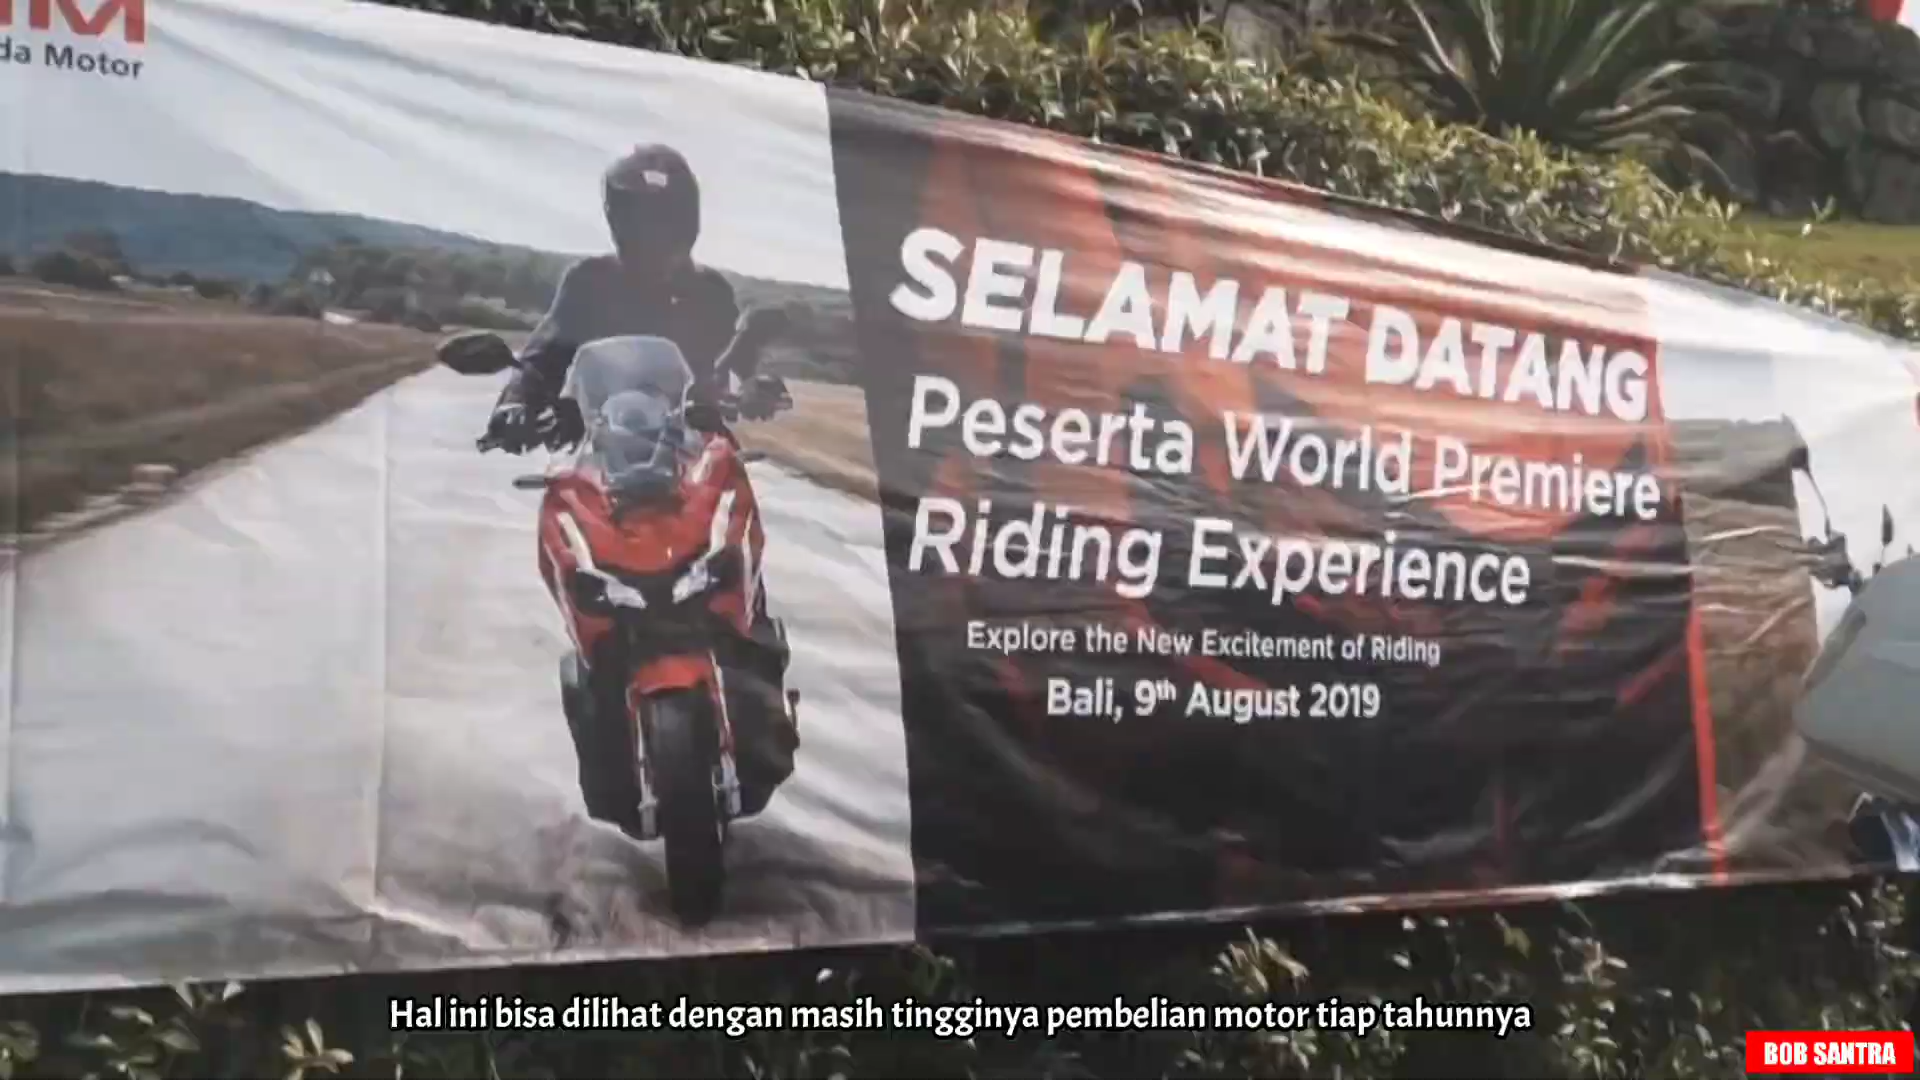 da Motor
SELAMAT DATANG
Peserta World Premiere
Riding Experience
Explore the New Excitement of Riding
Bali, 9th August 2019
Hal ini bisa dilihat dengan masih tingginya pembelian motor tiap tahunnya
BOB SANTRA